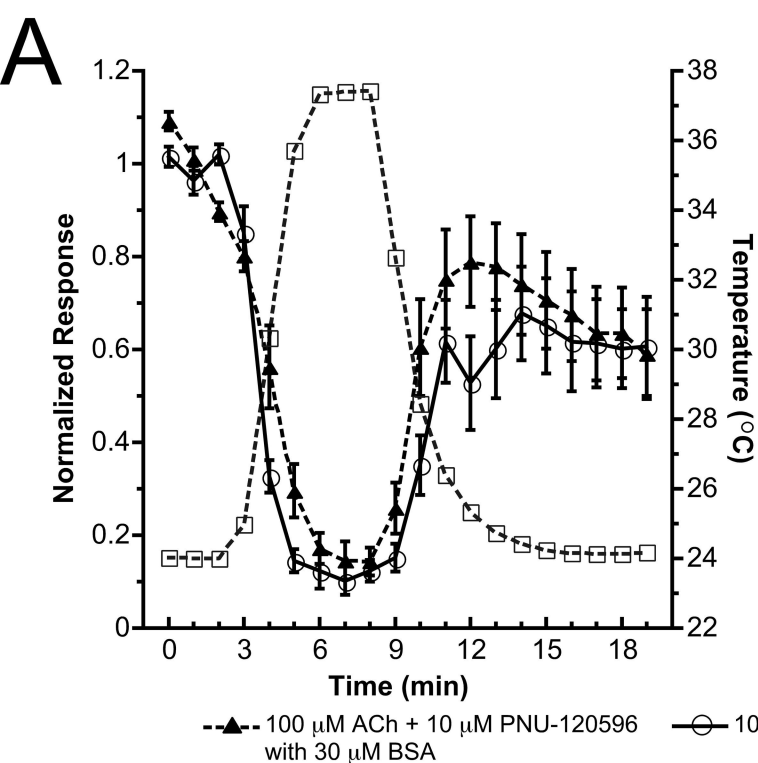 A
1.2
1
0.8
0.6
0.4
0.2
0
Normalized Response
38
36
34
32
30
28
26
24
22
Temperature (°C)
0 3 6 9 12 15 18
Time (min)
100 μM ACh + 10 μM PNU-120596 10
with 30 μM BSA